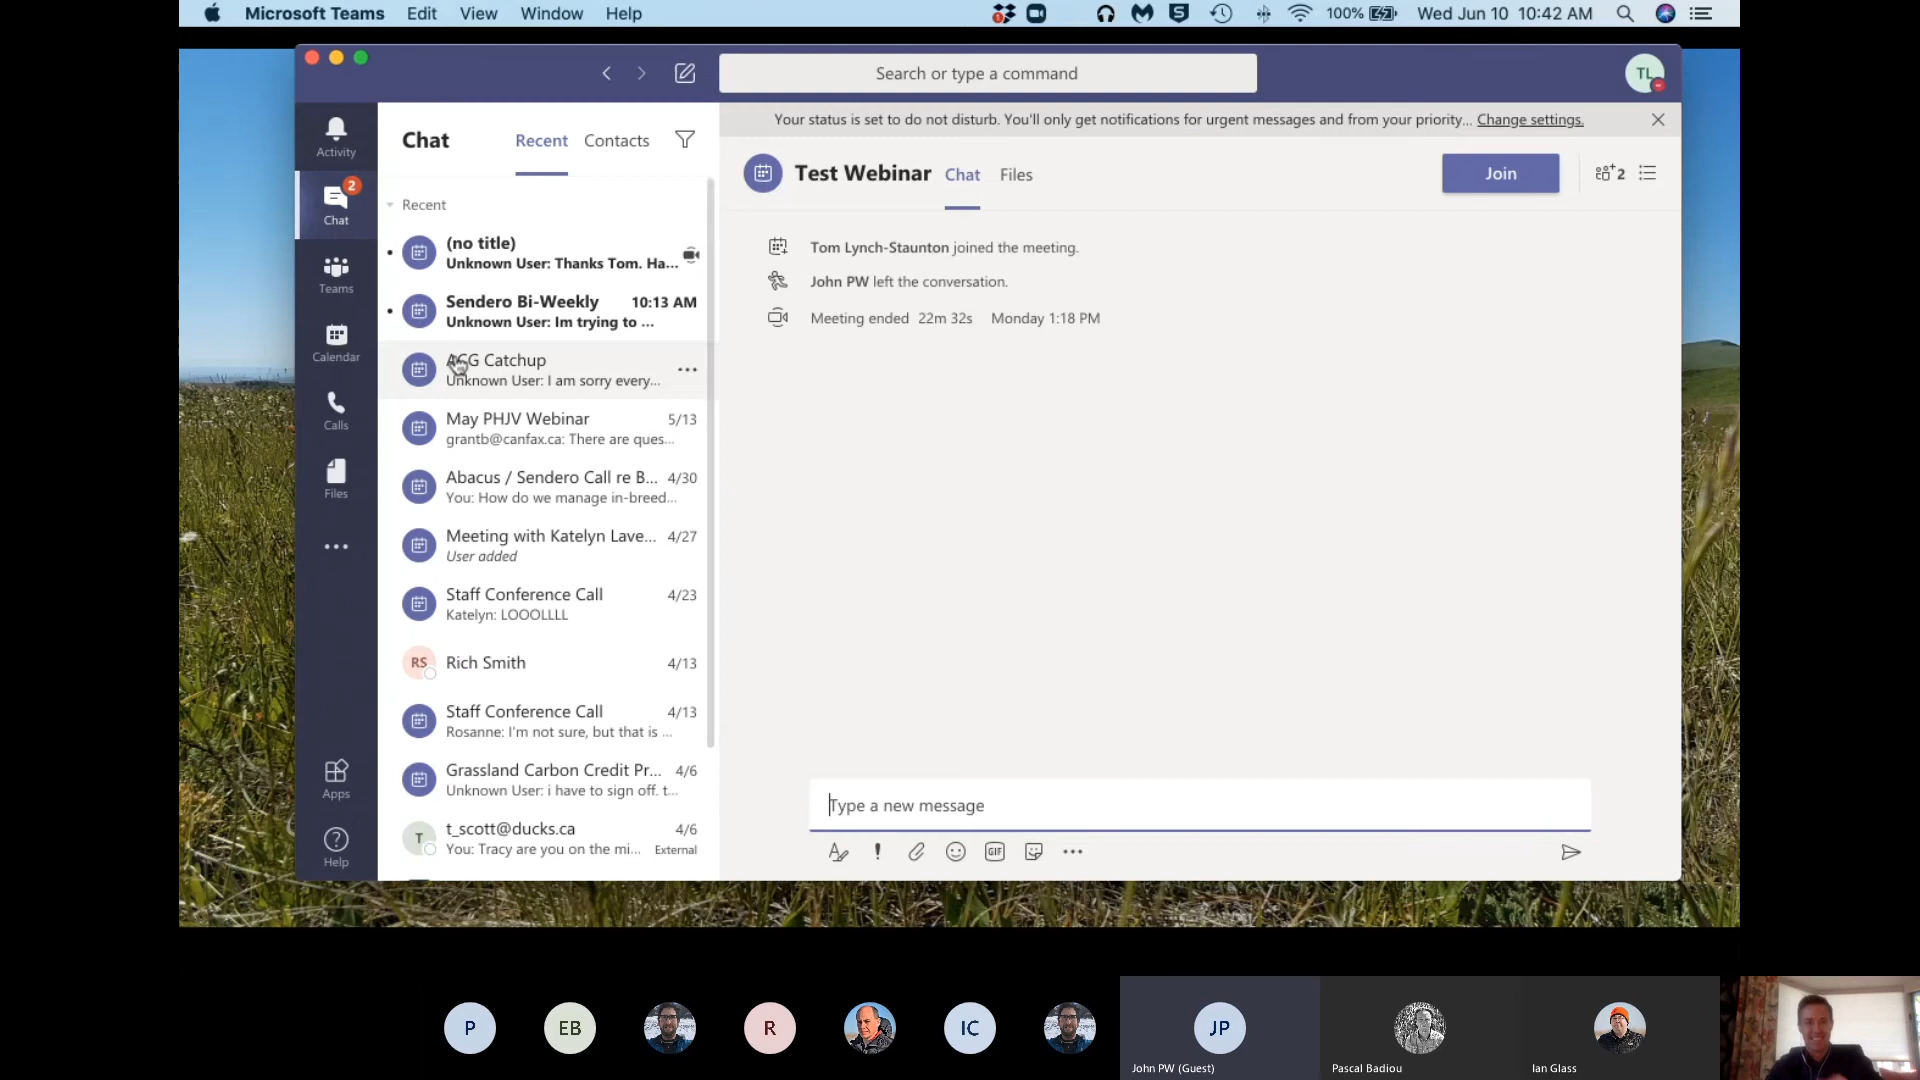 Microsoft Teams Edit View Window Help
100% Wed Jun 10 10:42 AM
Search or type a command
TL
Activity
2
Chat
Teams
Calendar
Calls
Files
Apps
Help
Chat Recent Contacts
Recent
(no title)
Unknown User: Thanks Tom. Ha...
Sendero Bi-Weekly 10:13 AM
Unknown User: Im trying to ...
ACG Catchup
Unknown User: I am sorry every...
May PHJV Webinar 5/13
grantb@canfax.ca: There are ques...
Abacus / Sendero Call re B... 4/30
You: How do we manage in-breed...
Meeting with Katelyn Lave... 4/27
User added
Staff Conference Call 4/23
Katelyn: LOOOLLLL
RS Rich Smith 4/13
Staff Conference Call 4/13
Rosanne: I'm not sure, but that is ...
Grassland Carbon Credit Pr... 4/6
Unknown User: i have to sign off. t...
T t_scott@ducks.ca 4/6
You: Tracy are you on the mi... External
Your status is set to do not disturb. You'll only get notifications for urgent messages and from your priority... Change settings.
Test Webinar Chat Files Join 2
Tom Lynch-Staunton joined the meeting.
John PW left the conversation.
Meeting ended 22m 32s Monday 1:18 PM
Type a new message
GIF
P EB R IC JP
John PW (Guest) Pascal Badiou Ian Glass